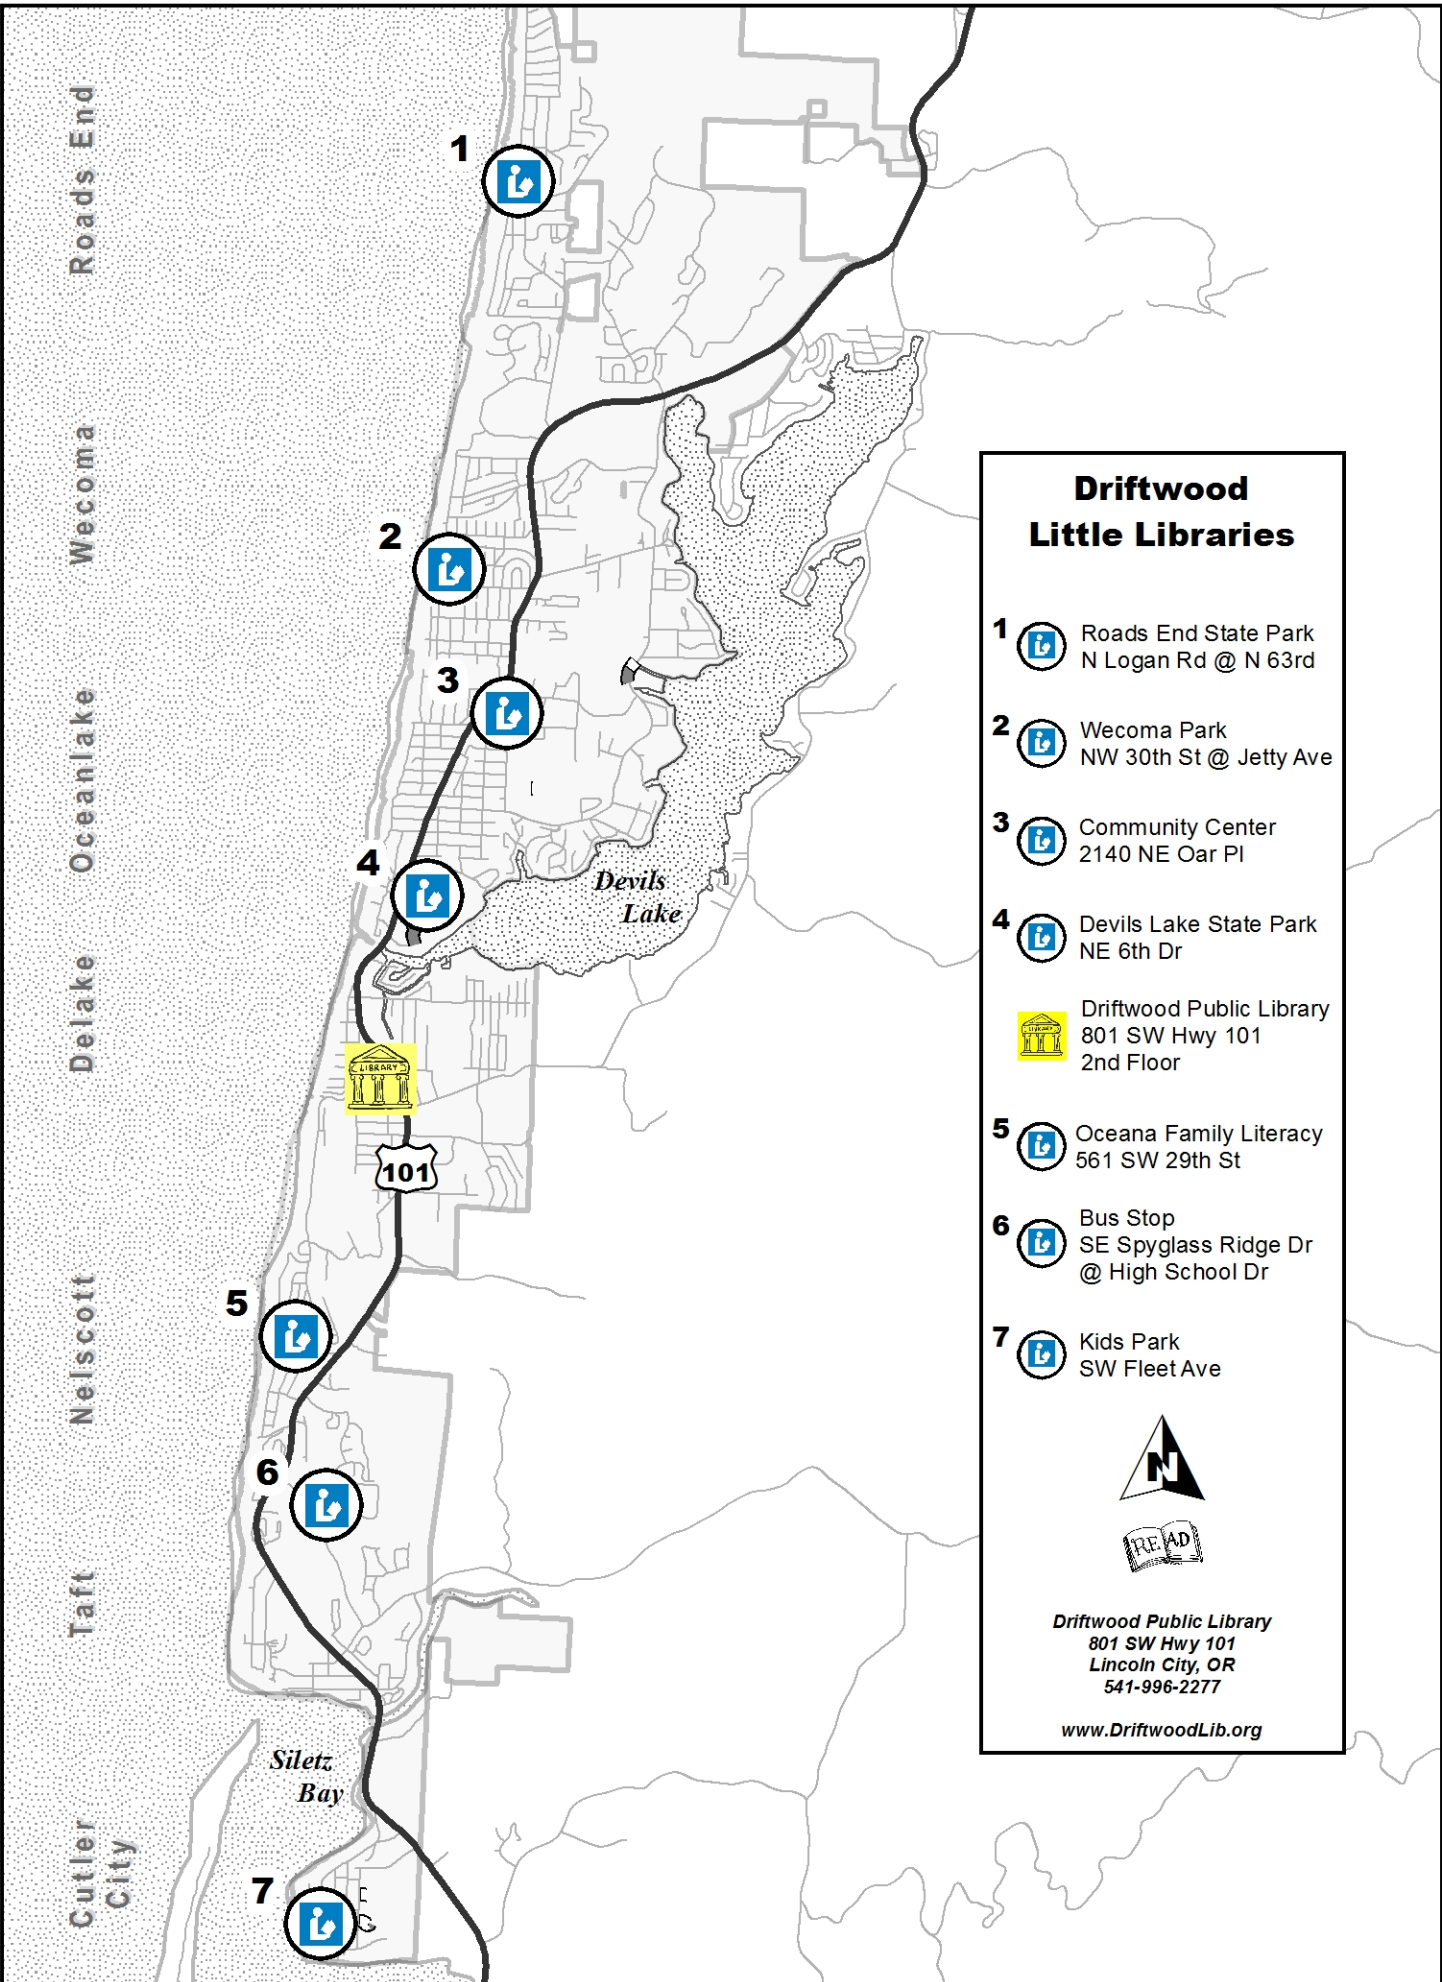 Roads End
Wecoma
Oceanlake
Delake
Nelscott
Taft
Cutler
City
1
2
3
4
Devils
Lake
LIBRARY
101
5
6
Siletz
Bay
7
Driftwood
Little Libraries
1 Roads End State Park
N Logan Rd @ N 63rd
2 Wecoma Park
NW 30th St @ Jetty Ave
3 Community Center
2140 NE Oar Pl
4 Devils Lake State Park
NE 6th Dr
LIBRARY Driftwood Public Library
801 SW Hwy 101
2nd Floor
5 Oceana Family Literacy
561 SW 29th St
6 Bus Stop
SE Spyglass Ridge Dr
@ High School Dr
7 Kids Park
SW Fleet Ave
N
READ
Driftwood Public Library
801 SW Hwy 101
Lincoln City, OR
541-996-2277
www.DriftwoodLib.org